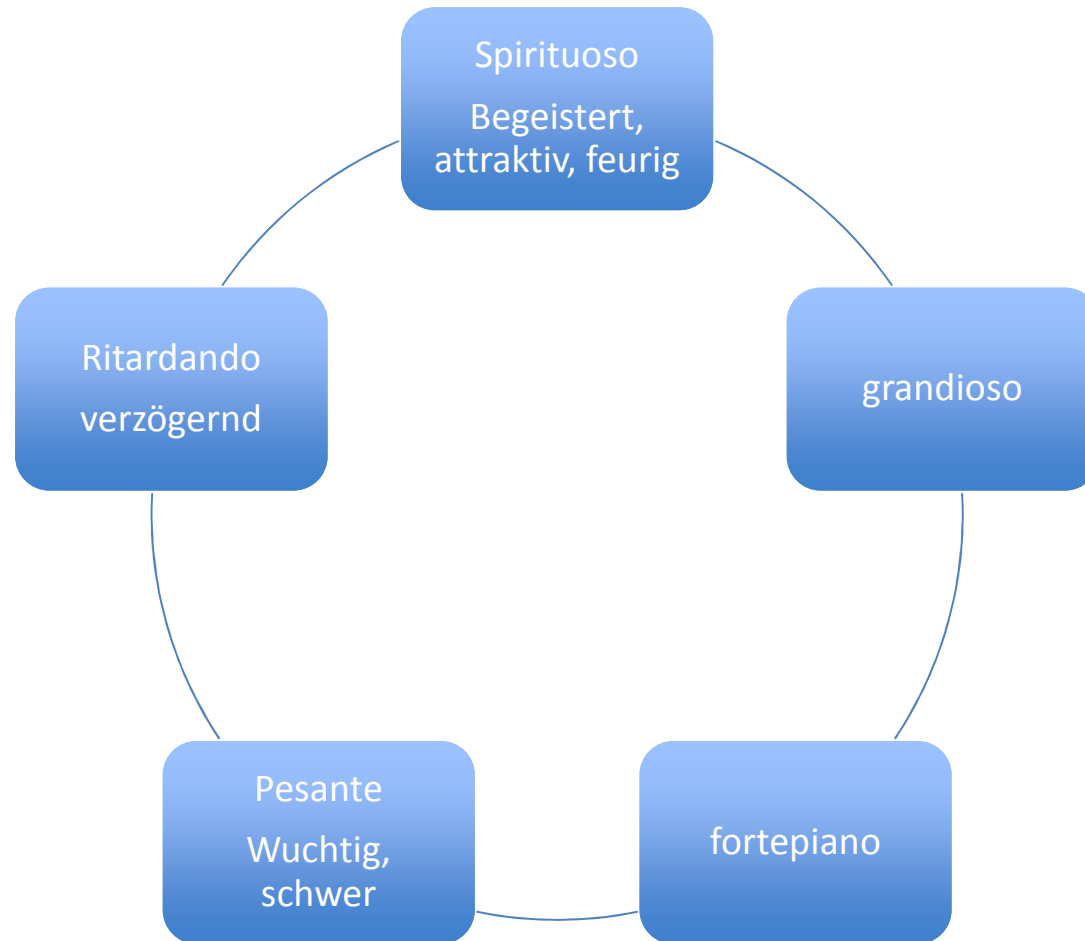 Spirituoso
Begeistert,
attraktiv, feurig
grandioso
fortepiano
Pesante
Wuchtig,
schwer
Ritardando
verzögernd